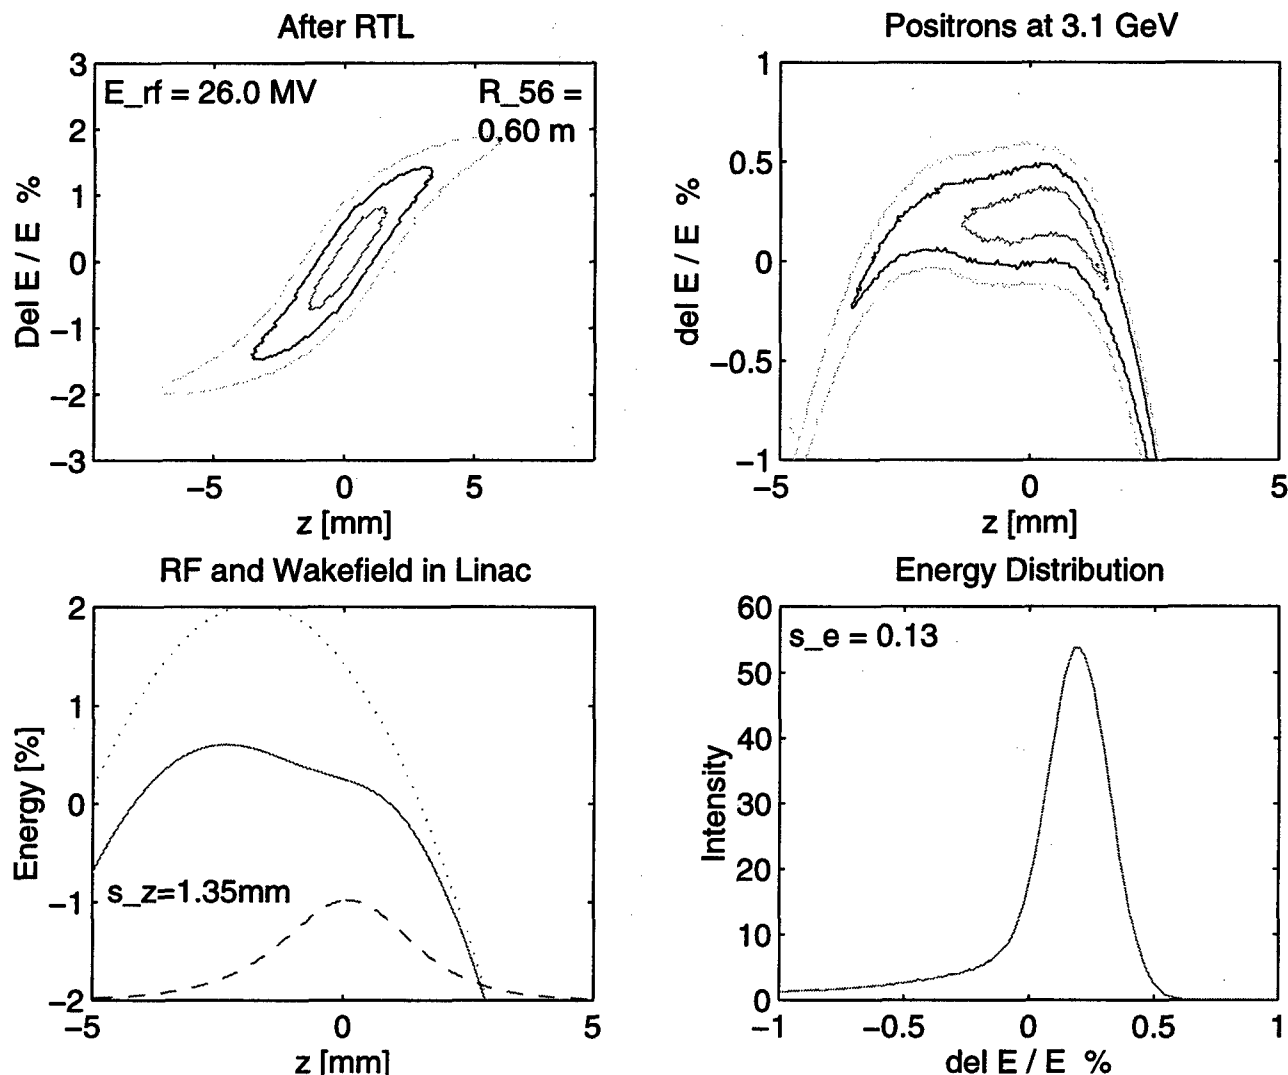 After RTL
3
2
1
0
−1
−2
−3
Del E / E %
E_rf = 26.0 MV
R_56 =
0.60 m
−5
0
5
z [mm]
Positrons at 3.1 GeV
1
0.5
0
−0.5
−1
del E / E %
−5
0
5
z [mm]
RF and Wakefield in Linac
2
1
0
−1
−2
Energy [%]
s_z=1.35mm
−5
0
5
z [mm]
Energy Distribution
60
50
40
30
20
10
0
Intensity
s_e = 0.13
−1
−0.5
0
0.5
1
del E / E %